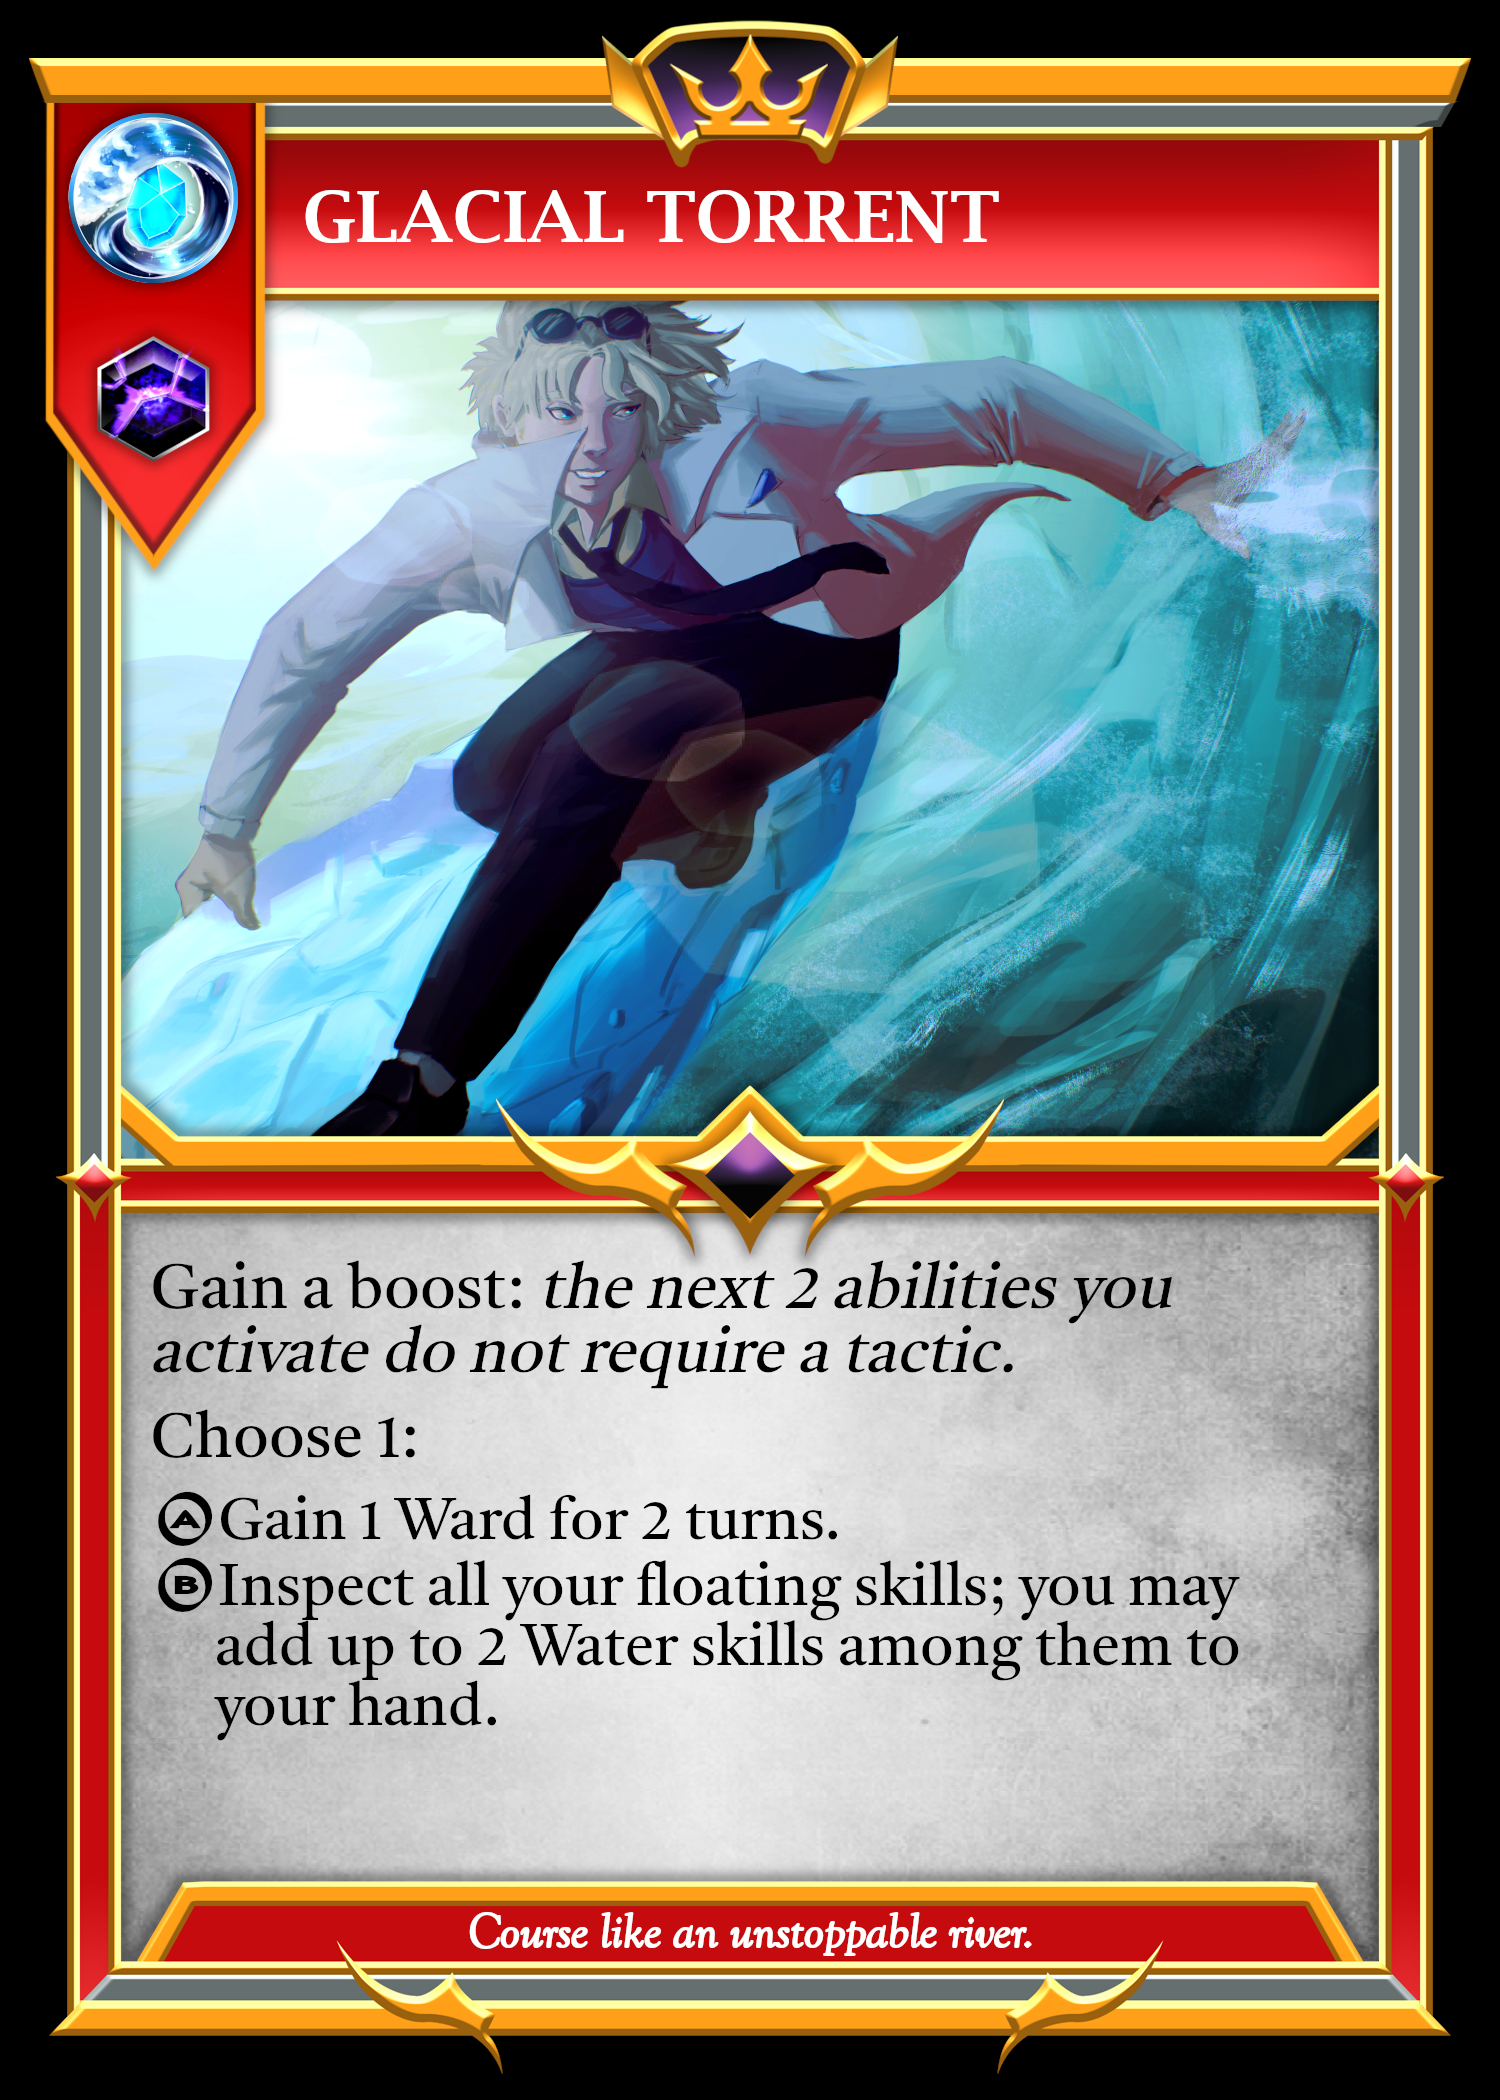 GLACIAL TORRENT
Gain a boost: the next 2 abilities you
activate do not require a tactic.
Choose 1:
A Gain 1 Ward for 2 turns.
B Inspect all your floating skills; you may
add up to 2 Water skills among them to
your hand.
Course like an unstoppable river.